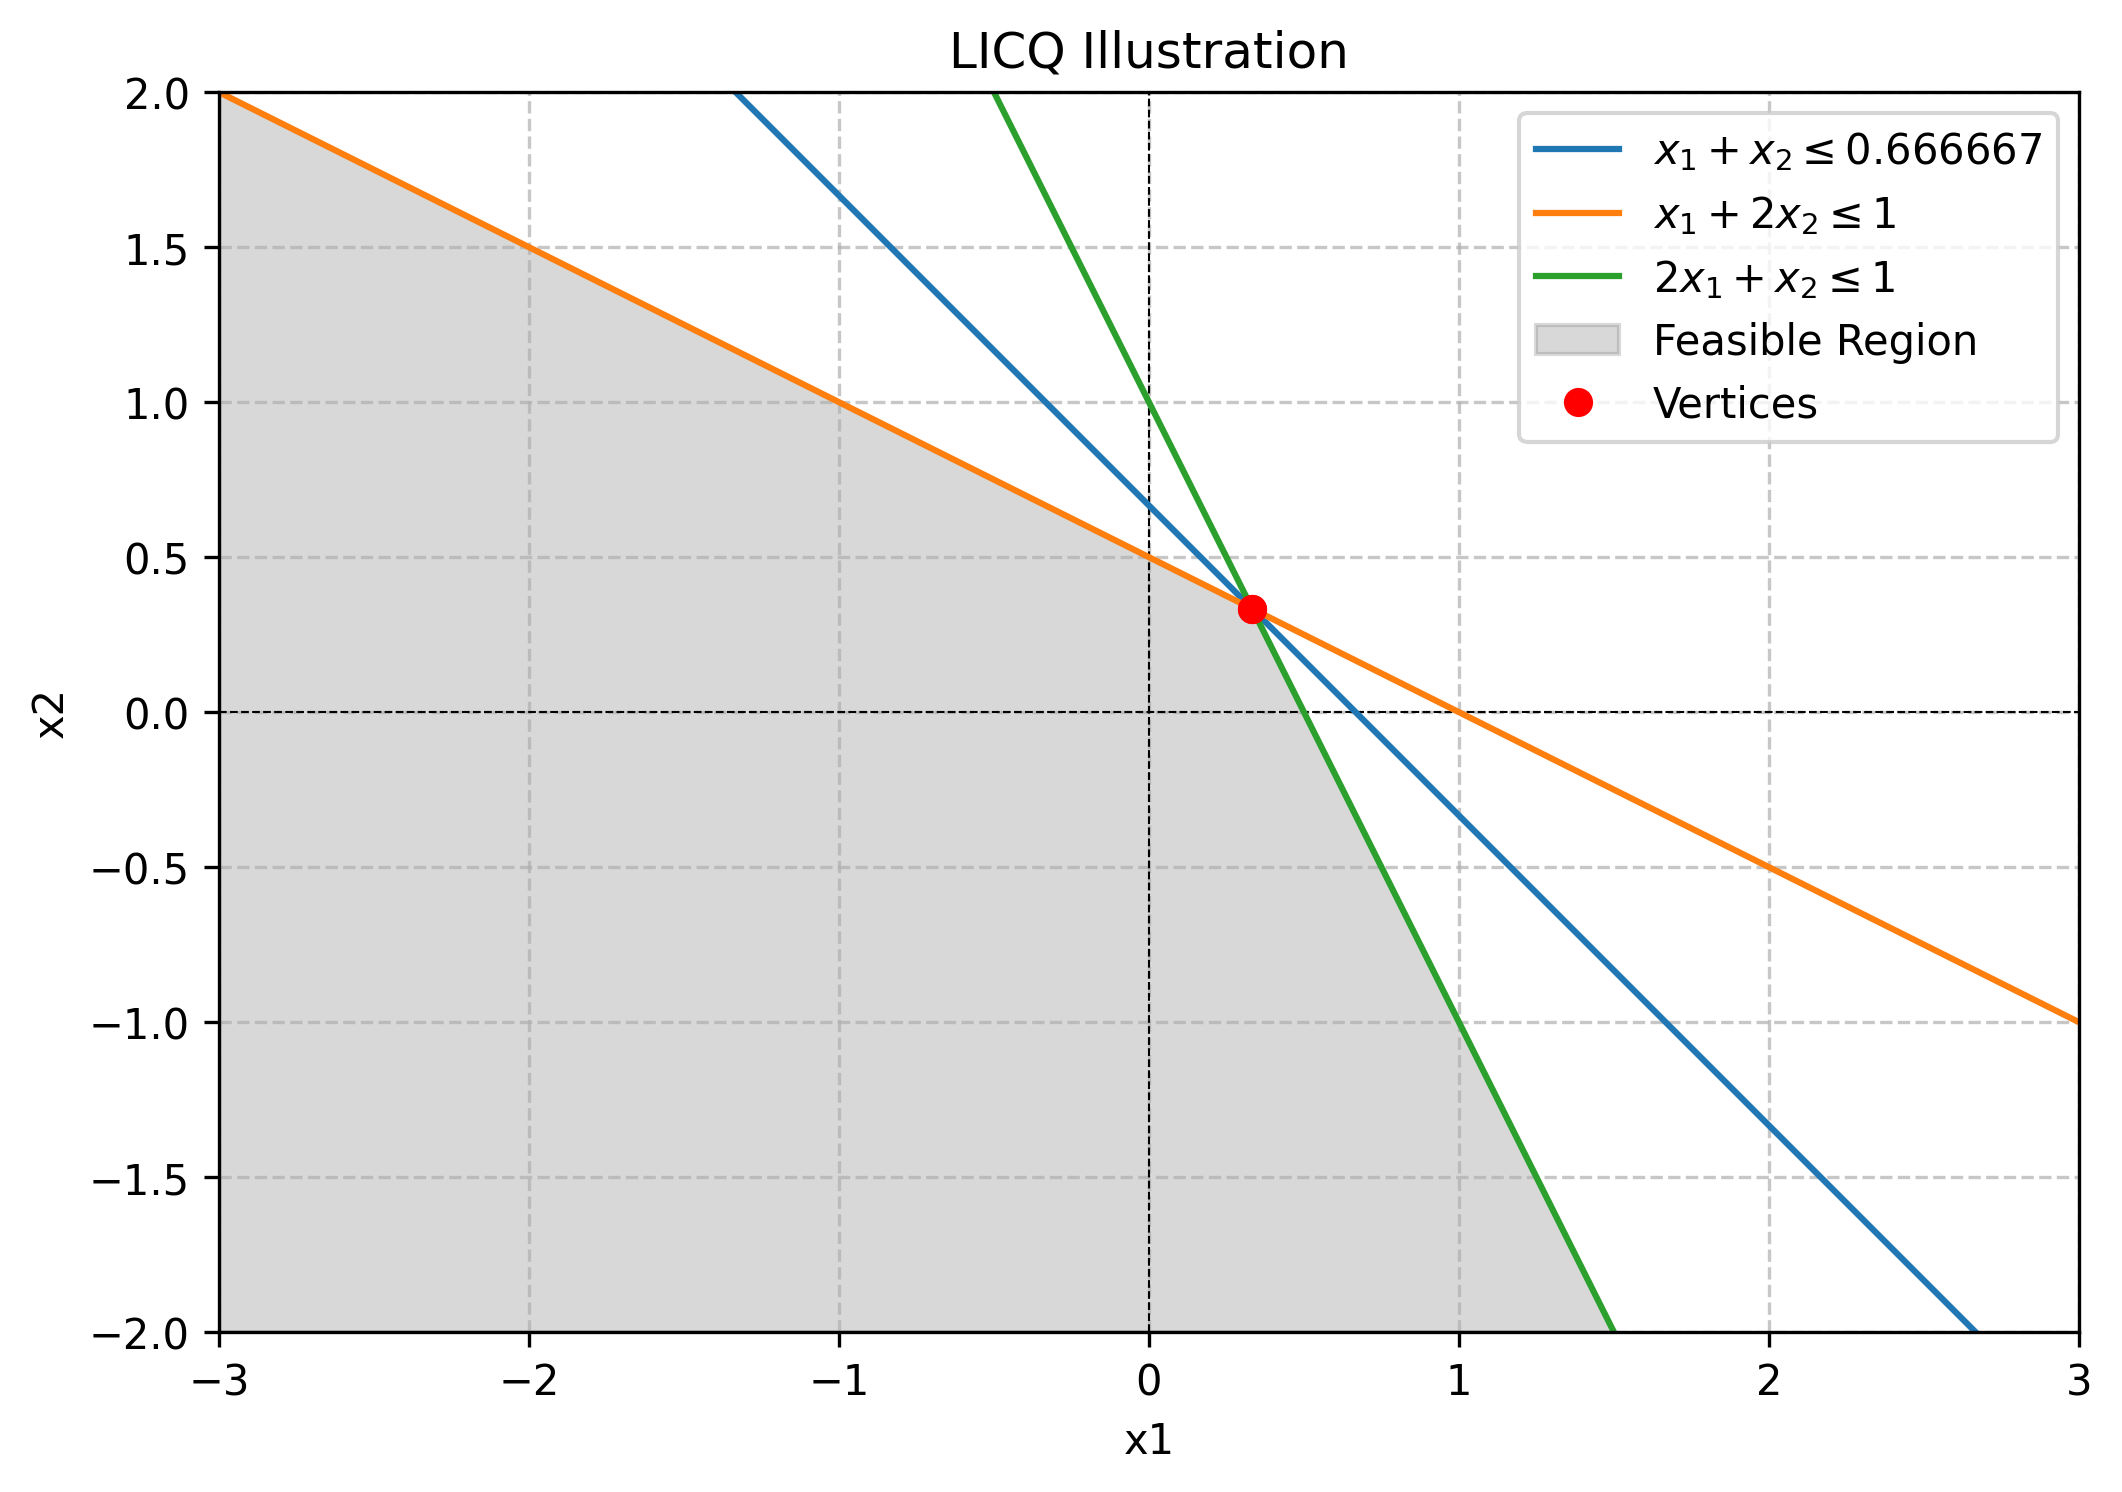 LICQ Illustration
2.0
1.5
1.0
0.5
0.0
−0.5
−1.0
−1.5
−2.0
x2
x₁ + x₂ ≤ 0.666667
x₁ + 2x₂ ≤ 1
2x₁ + x₂ ≤ 1
Feasible Region
Vertices
−3 −2 −1 0 1 2 3
x1